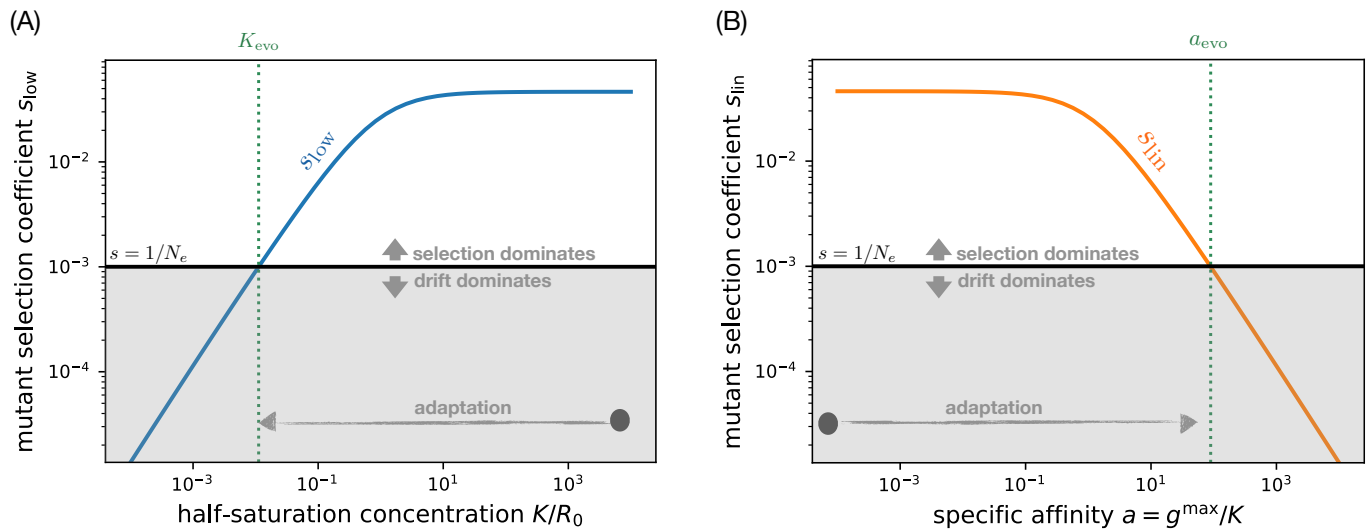 (A)
K_evo
mutant selection coefficient s_low
10^-2
10^-3
10^-4
s_low
s = 1/N_e
selection dominates
drift dominates
adaptation
10^-3
10^-1
10^1
10^3
half-saturation concentration K/R_0
(B)
a_evo
mutant selection coefficient s_lin
10^-2
10^-3
10^-4
s_lin
s = 1/N_e
selection dominates
drift dominates
adaptation
10^-3
10^-1
10^1
10^3
specific affinity a = g^max/K